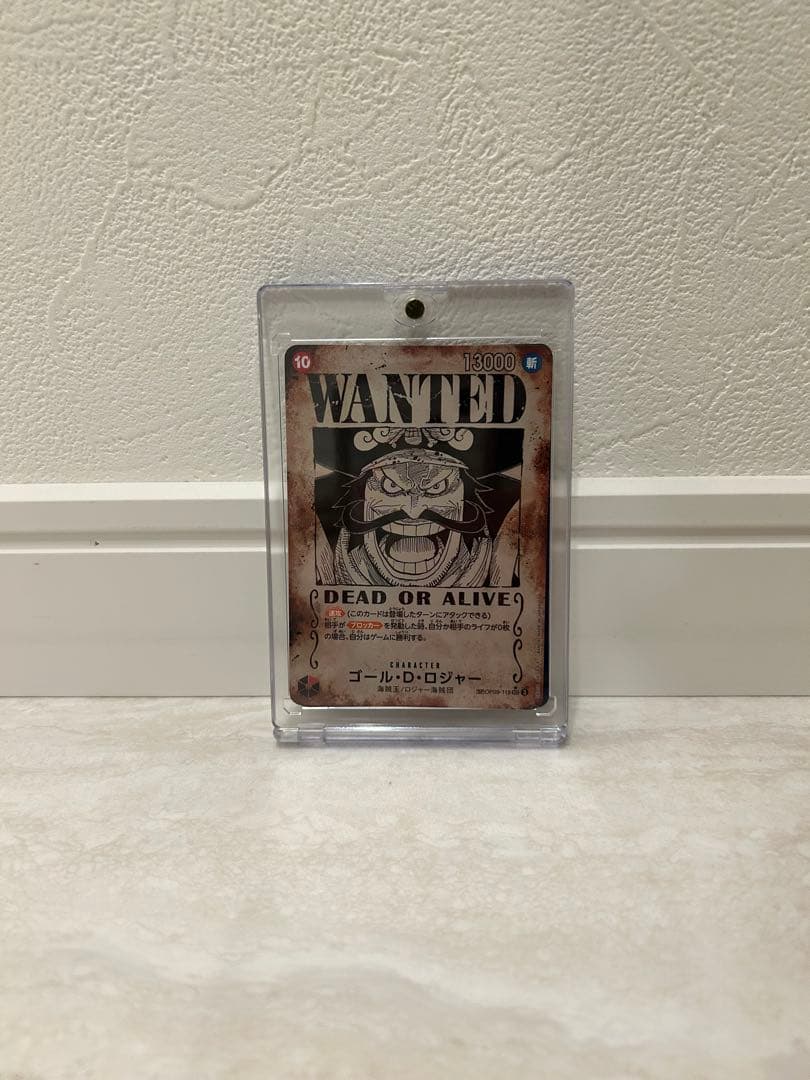 10 13000 斬
WANTED
DEAD OR ALIVE
速攻 (このカードは登場したターンにアタックできる)
相手が ブロッカー を発動した時、自分か相手のライフが0枚
の場合、自分はゲームに勝利する。
CHARACTER
ゴール・D・ロジャー
海賊王/ロジャー海賊団
OP09-118